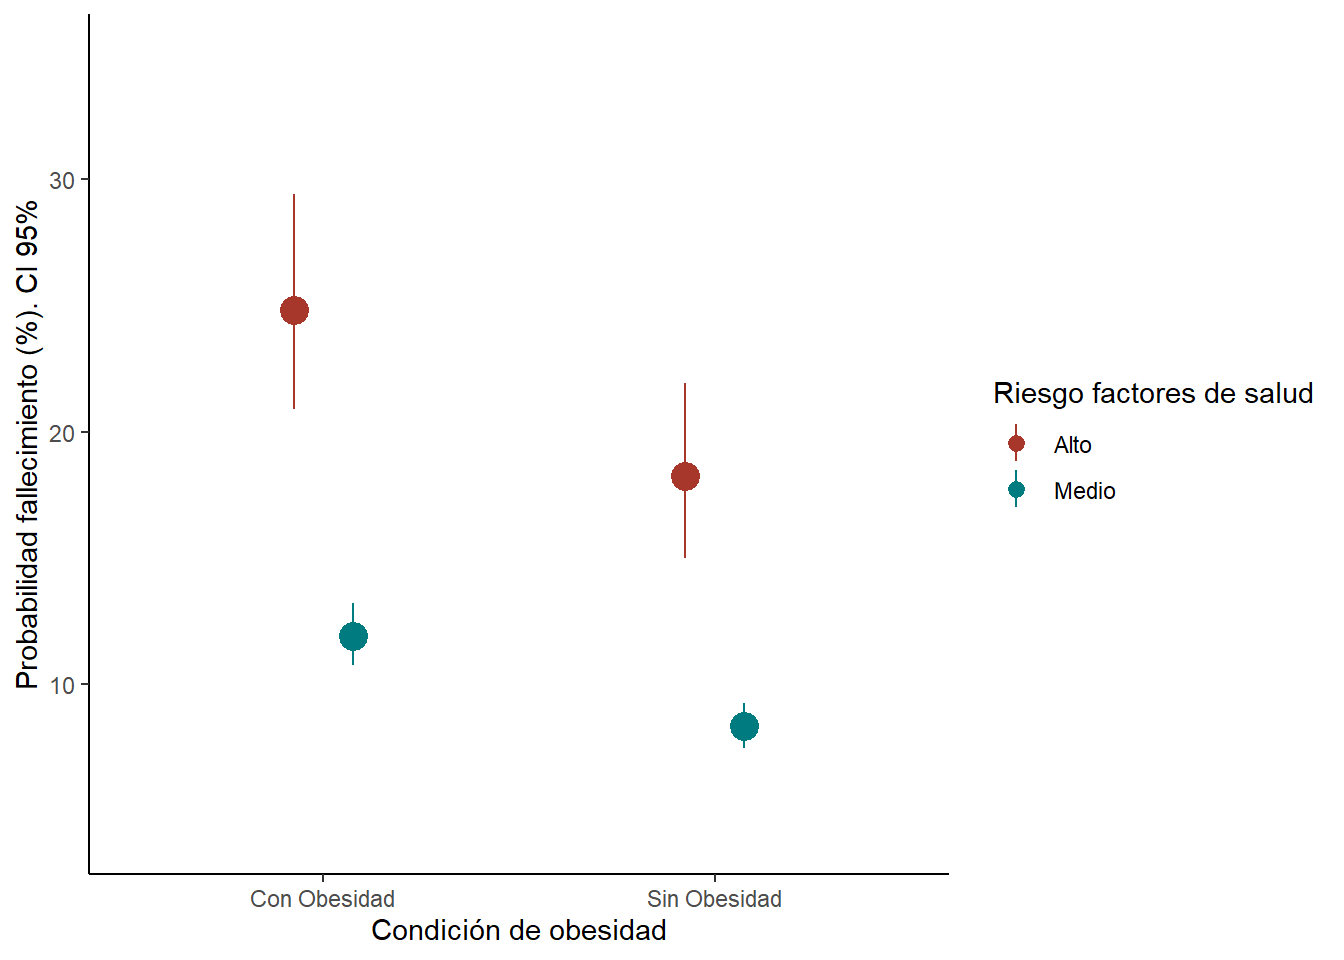 Probabilidad fallecimiento (%). CI 95%
30
20
10
Con Obesidad
Sin Obesidad
Condición de obesidad
Riesgo factores de salud
Alto
Medio